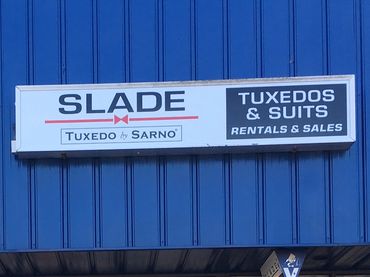 SLADE
TUXEDO by SARNO
TUXEDOS
& SUITS
RENTALS & SALES